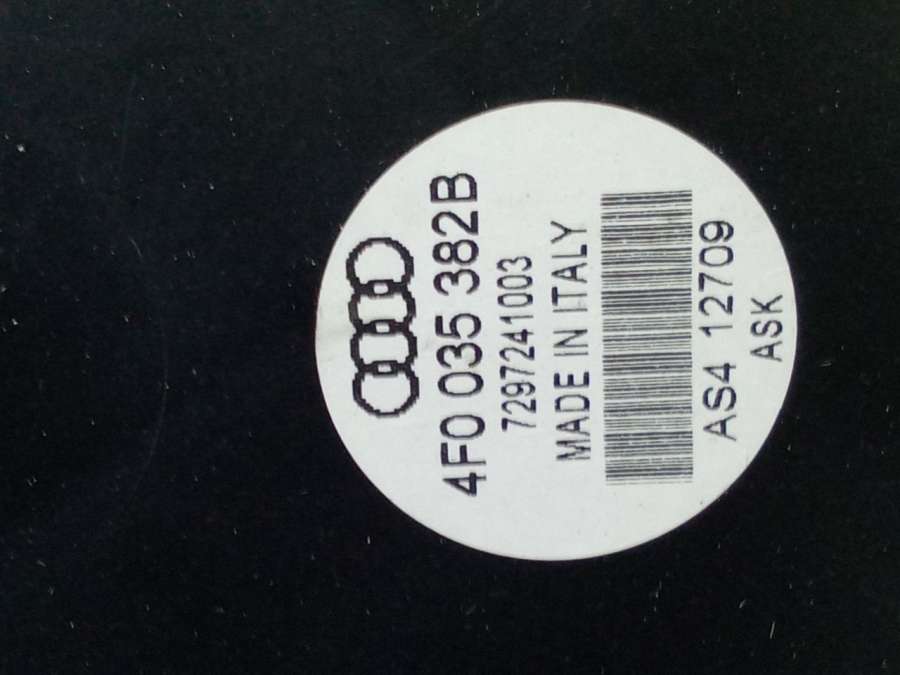 4F0 035 382B
7297241003
MADE IN ITALY
AS4 12709
ASK